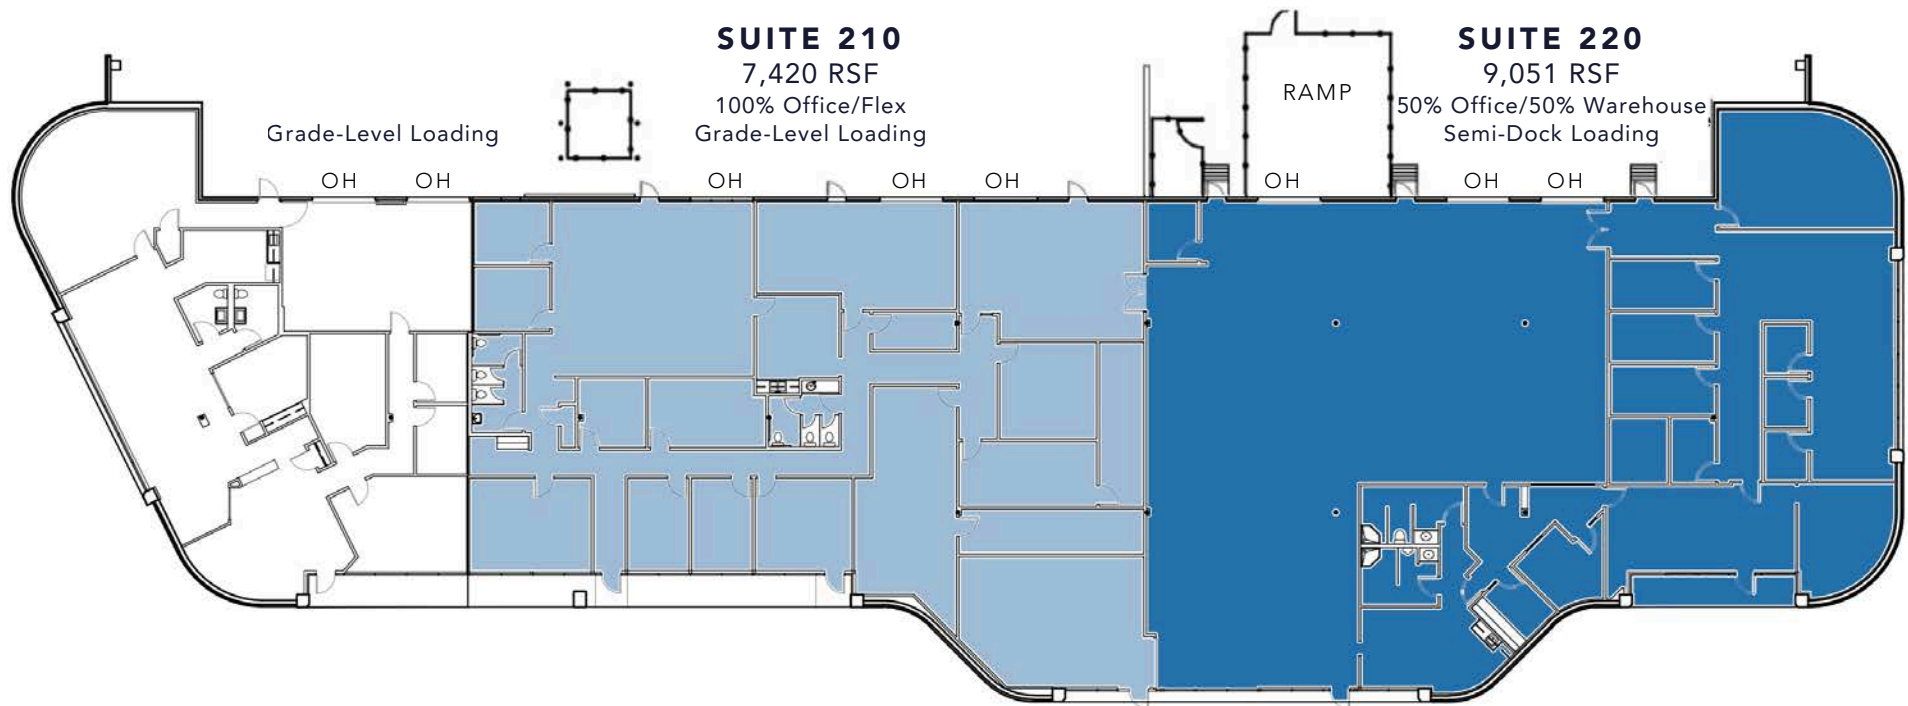 SUITE 210
7,420 RSF
100% Office/Flex
Grade-Level Loading
SUITE 220
9,051 RSF
50% Office/50% Warehouse
Semi-Dock Loading
RAMP
Grade-Level Loading
OH
OH
OH
OH
OH
OH
OH
OH